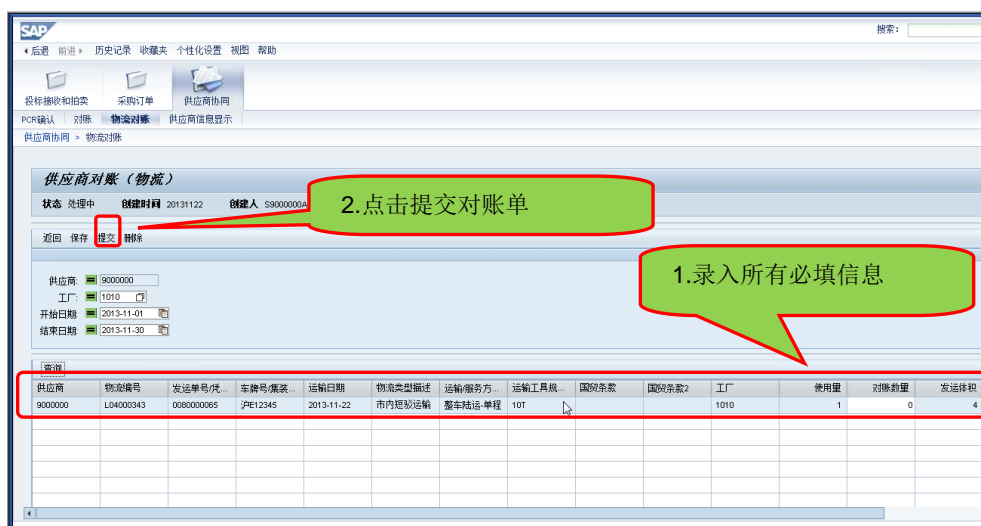 SAP
搜索:
后退 前进 历史记录 收藏夹 个性化设置 视图 帮助
投标接收和拍卖 采购订单 供应商协同
PCR确认 对账 物流对账 供应商信息显示
供应商协同 > 物流对账
供应商对账（物流）
状态 处理中 创建时间 20131122 创建人 S9000000A
2.点击提交对账单
返回 保存 提交 删除
1.录入所有必填信息
供应商: 9000000
工厂: 1010
开始日期: 2013-11-01
结束日期: 2013-11-30
查询
供应商 物流编号 发运单号/凭... 车牌号/集装... 运输日期 物流类型描述 运输/服务方... 运输工具规... 国贸条款 国贸条款2 工厂 使用量 对账数量 发运体积
9000000 L04000343 0080000065 沪E12345 2013-11-22 市内短驳运输 整车陆运-单程 10T 1010 1 0 4